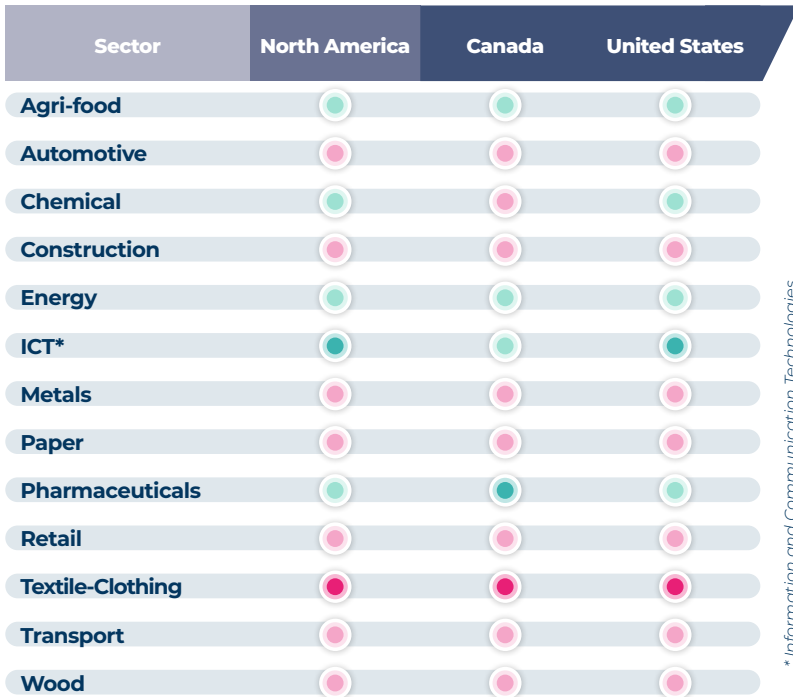 Sector North America Canada United States
Agri-food
Automotive
Chemical
Construction
Energy
ICT*
Metals
Paper
Pharmaceuticals
Retail
Textile-Clothing
Transport
Wood
* Information and Communication Technologies